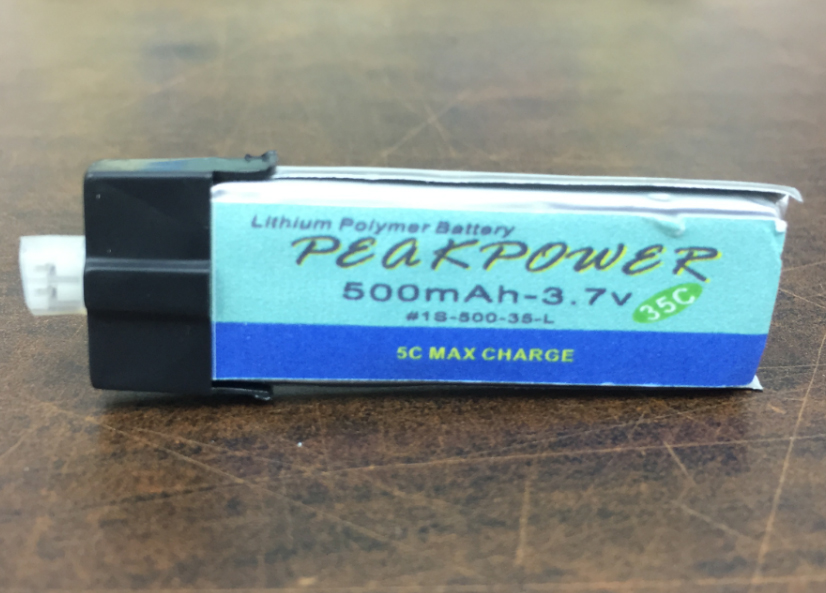 Lithium Polymer Battery
PEAKPOWER
500mAh-3.7v
35C
#1S-500-35-L
5C MAX CHARGE